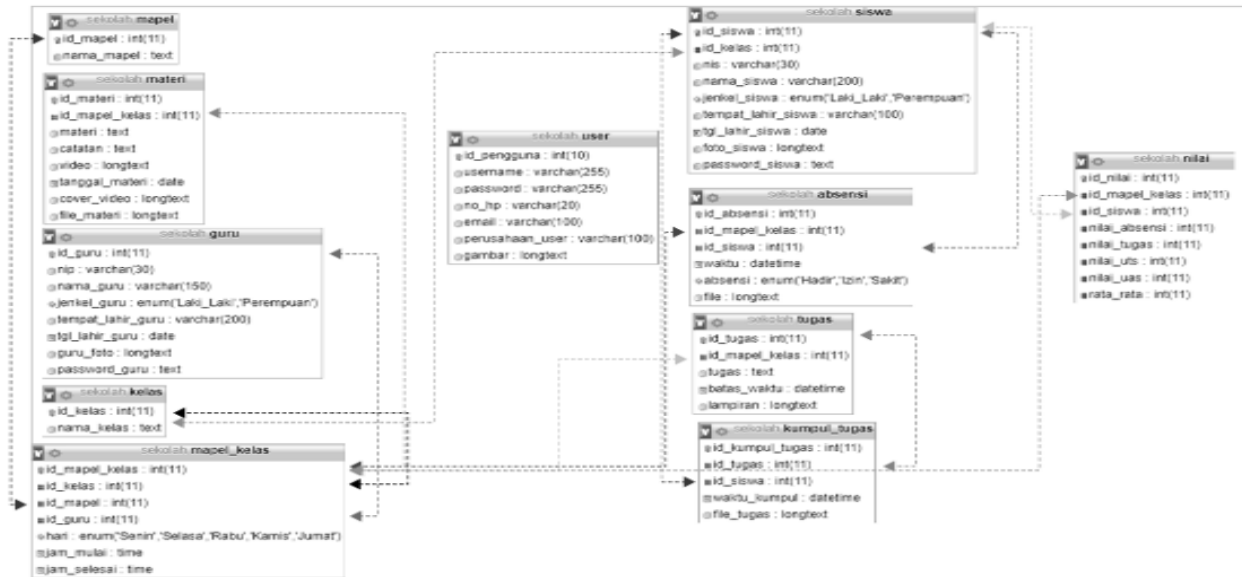 sekolah mapel
id_mapel : int(11)
nama_mapel : text
sekolah materi
id_materi : int(11)
id_mapel_kelas : int(11)
materi : text
catatan : text
video : longtext
tanggal_materi : date
cover_video : longtext
file_materi : longtext
sekolah guru
id_guru : int(11)
nip : varchar(30)
nama_guru : varchar(150)
jenkel_guru : enum('Laki_Laki','Perempuan')
tempat_lahir_guru : varchar(200)
tgl_lahir_guru : date
guru_foto : longtext
password_guru : text
sekolah kelas
id_kelas : int(11)
nama_kelas : text
sekolah mapel_kelas
id_mapel_kelas : int(11)
id_kelas : int(11)
id_mapel : int(11)
id_guru : int(11)
hari : enum('Senin','Selasa','Rabu','Kamis','Jumat')
jam_mulai : time
jam_selesai : time
sekolah user
id_pengguna : int(10)
username : varchar(255)
password : varchar(255)
no_hp : varchar(20)
email : varchar(100)
perusahaan_user : varchar(100)
gambar : longtext
sekolah siswa
id_siswa : int(11)
id_kelas : int(11)
nis : varchar(30)
nama_siswa : varchar(200)
jenkel_siswa : enum('Laki_Laki','Perempuan')
tempat_lahir_siswa : varchar(100)
tgl_lahir_siswa : date
foto_siswa : longtext
password_siswa : text
sekolah absensi
id_absensi : int(11)
id_mapel_kelas : int(11)
id_siswa : int(11)
waktu : datetime
absensi : enum('Hadir','Izin','Sakit')
file : longtext
sekolah tugas
id_tugas : int(11)
id_mapel_kelas : int(11)
tugas : text
batas_waktu : datetime
lampiran : longtext
sekolah kumpul_tugas
id_kumpul_tugas : int(11)
id_tugas : int(11)
id_siswa : int(11)
waktu_kumpul : datetime
file_tugas : longtext
sekolah nilai
id_nilai : int(11)
id_mapel_kelas : int(11)
id_siswa : int(11)
nilai_absensi : int(11)
nilai_tugas : int(11)
nilai_uts : int(11)
nilai_uas : int(11)
rata_rata : int(11)